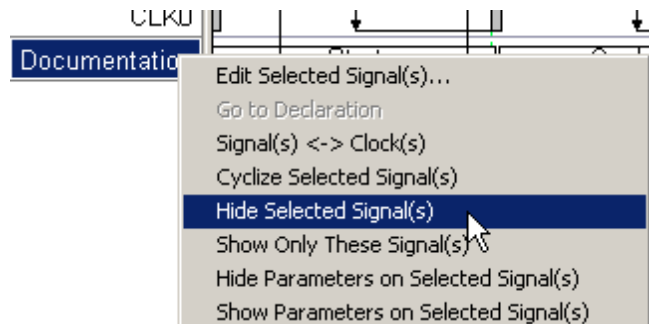 CLK0
Documentatio
Edit Selected Signal(s)...
Go to Declaration
Signal(s) <-> Clock(s)
Cyclize Selected Signal(s)
Hide Selected Signal(s)
Show Only These Signal(s)
Hide Parameters on Selected Signal(s)
Show Parameters on Selected Signal(s)